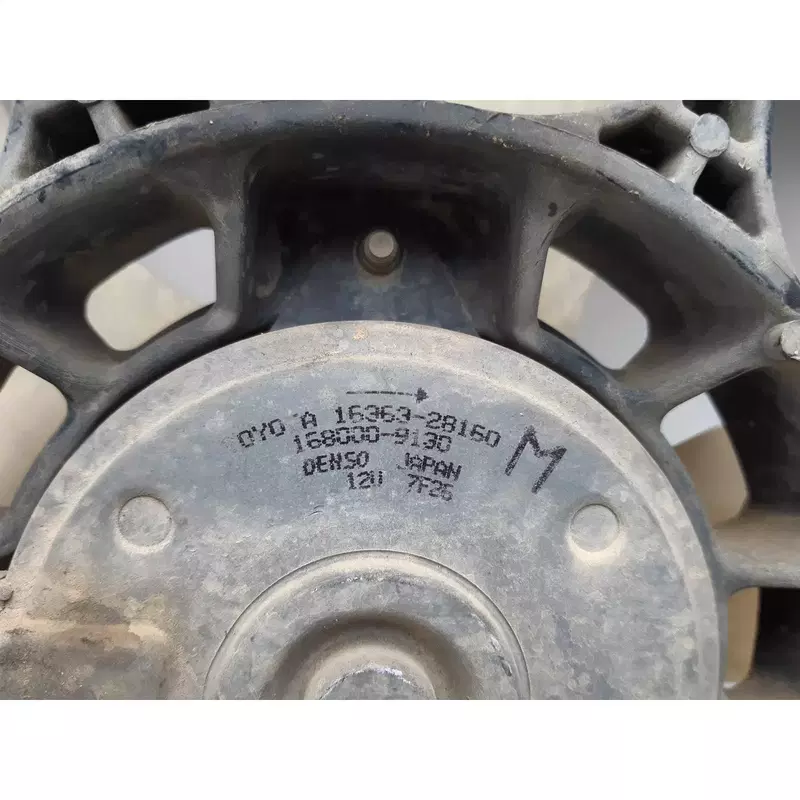 OYO A 16363-28160
168000-9130
M
DENSO JAPAN
12V 7F26